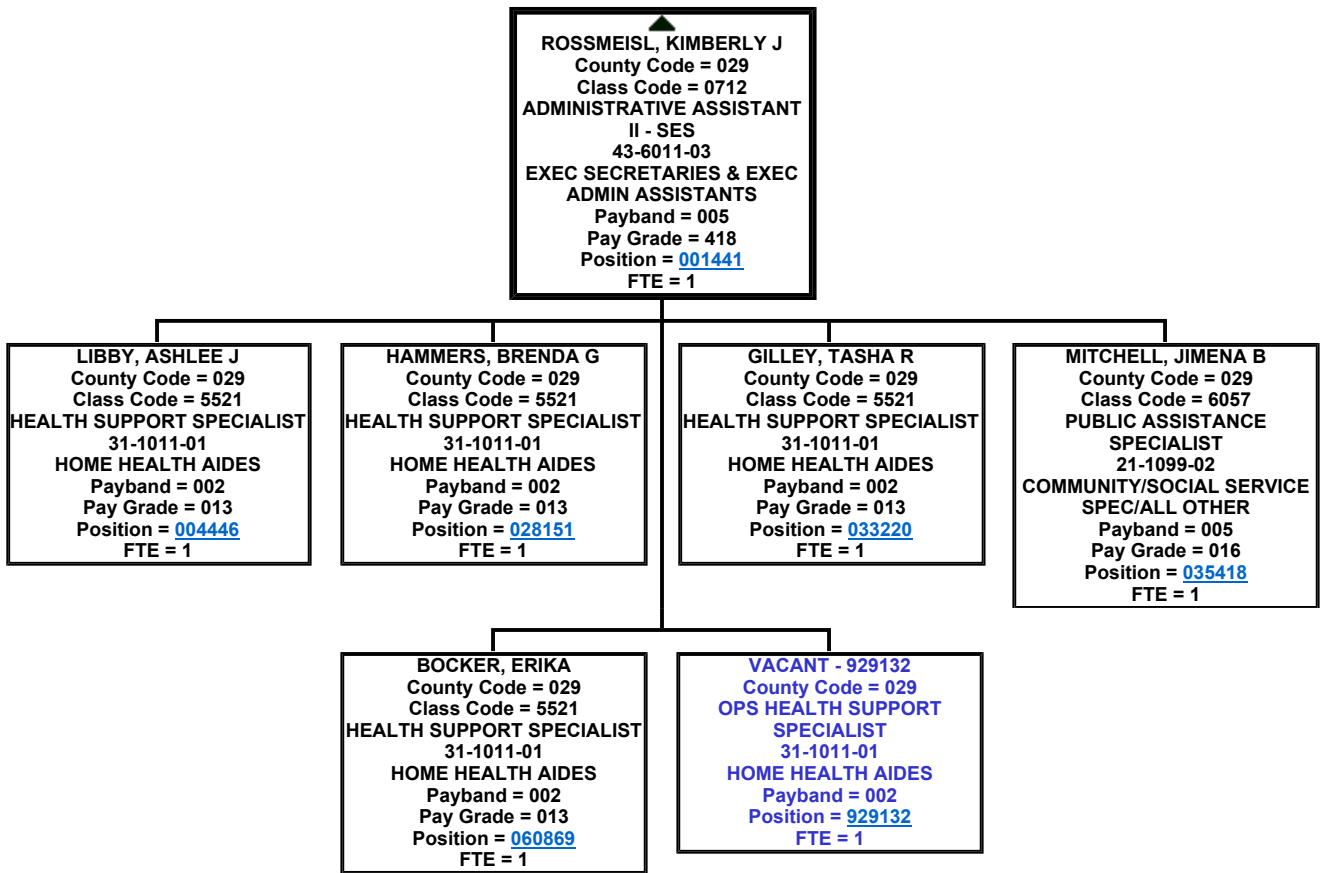 ROSSMEISL, KIMBERLY J
County Code = 029
Class Code = 0712
ADMINISTRATIVE ASSISTANT
II - SES
43-6011-03
EXEC SECRETARIES & EXEC
ADMIN ASSISTANTS
Payband = 005
Pay Grade = 418
Position = 001441
FTE = 1
LIBBY, ASHLEE J
County Code = 029
Class Code = 5521
HEALTH SUPPORT SPECIALIST
31-1011-01
HOME HEALTH AIDES
Payband = 002
Pay Grade = 013
Position = 004446
FTE = 1
HAMMERS, BRENDA G
County Code = 029
Class Code = 5521
HEALTH SUPPORT SPECIALIST
31-1011-01
HOME HEALTH AIDES
Payband = 002
Pay Grade = 013
Position = 028151
FTE = 1
GILLEY, TASHA R
County Code = 029
Class Code = 5521
HEALTH SUPPORT SPECIALIST
31-1011-01
HOME HEALTH AIDES
Payband = 002
Pay Grade = 013
Position = 033220
FTE = 1
MITCHELL, JIMENA B
County Code = 029
Class Code = 6057
PUBLIC ASSISTANCE
SPECIALIST
21-1099-02
COMMUNITY/SOCIAL SERVICE
SPEC/ALL OTHER
Payband = 005
Pay Grade = 016
Position = 035418
FTE = 1
BOCKER, ERIKA
County Code = 029
Class Code = 5521
HEALTH SUPPORT SPECIALIST
31-1011-01
HOME HEALTH AIDES
Payband = 002
Pay Grade = 013
Position = 060869
FTE = 1
VACANT - 929132
County Code = 029
OPS HEALTH SUPPORT
SPECIALIST
31-1011-01
HOME HEALTH AIDES
Payband = 002
Position = 929132
FTE = 1